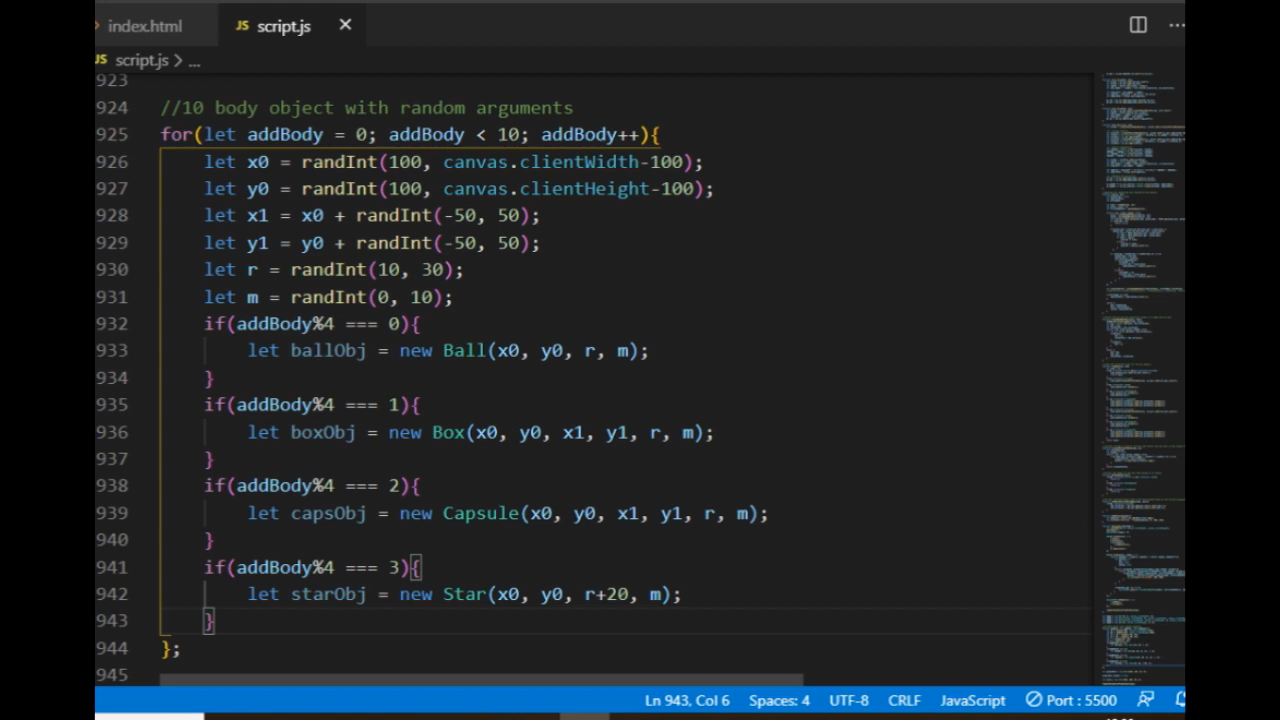 index.html
JS script.js ×
JS script.js > ...
923
924 //10 body object with random arguments
925 for(let addBody = 0; addBody < 10; addBody++){
926 let x0 = randInt(100, canvas.clientWidth-100);
927 let y0 = randInt(100, canvas.clientHeight-100);
928 let x1 = x0 + randInt(-50, 50);
929 let y1 = y0 + randInt(-50, 50);
930 let r = randInt(10, 30);
931 let m = randInt(0, 10);
932 if(addBody%4 === 0){
933 let ballObj = new Ball(x0, y0, r, m);
934 }
935 if(addBody%4 === 1){
936 let boxObj = new Box(x0, y0, x1, y1, r, m);
937 }
938 if(addBody%4 === 2){
939 let capsObj = new Capsule(x0, y0, x1, y1, r, m);
940 }
941 if(addBody%4 === 3){
942 let starObj = new Star(x0, y0, r+20, m);
943 }
944 };
945
Ln 943, Col 6 Spaces: 4 UTF-8 CRLF JavaScript Port : 5500